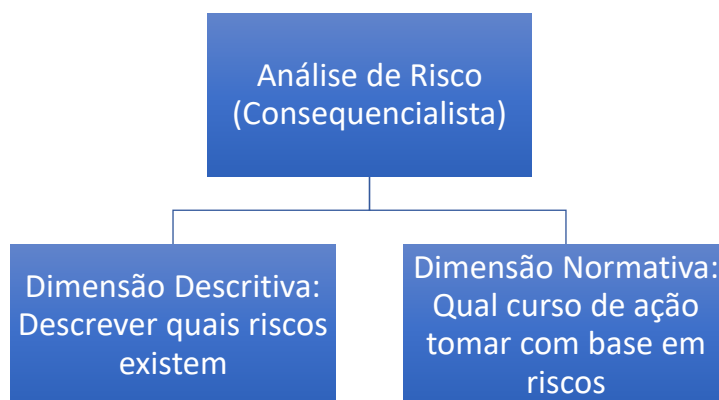 Análise de Risco
(Consequencialista)
Dimensão Descritiva:
Descrever quais riscos
existem
Dimensão Normativa:
Qual curso de ação
tomar com base em
riscos